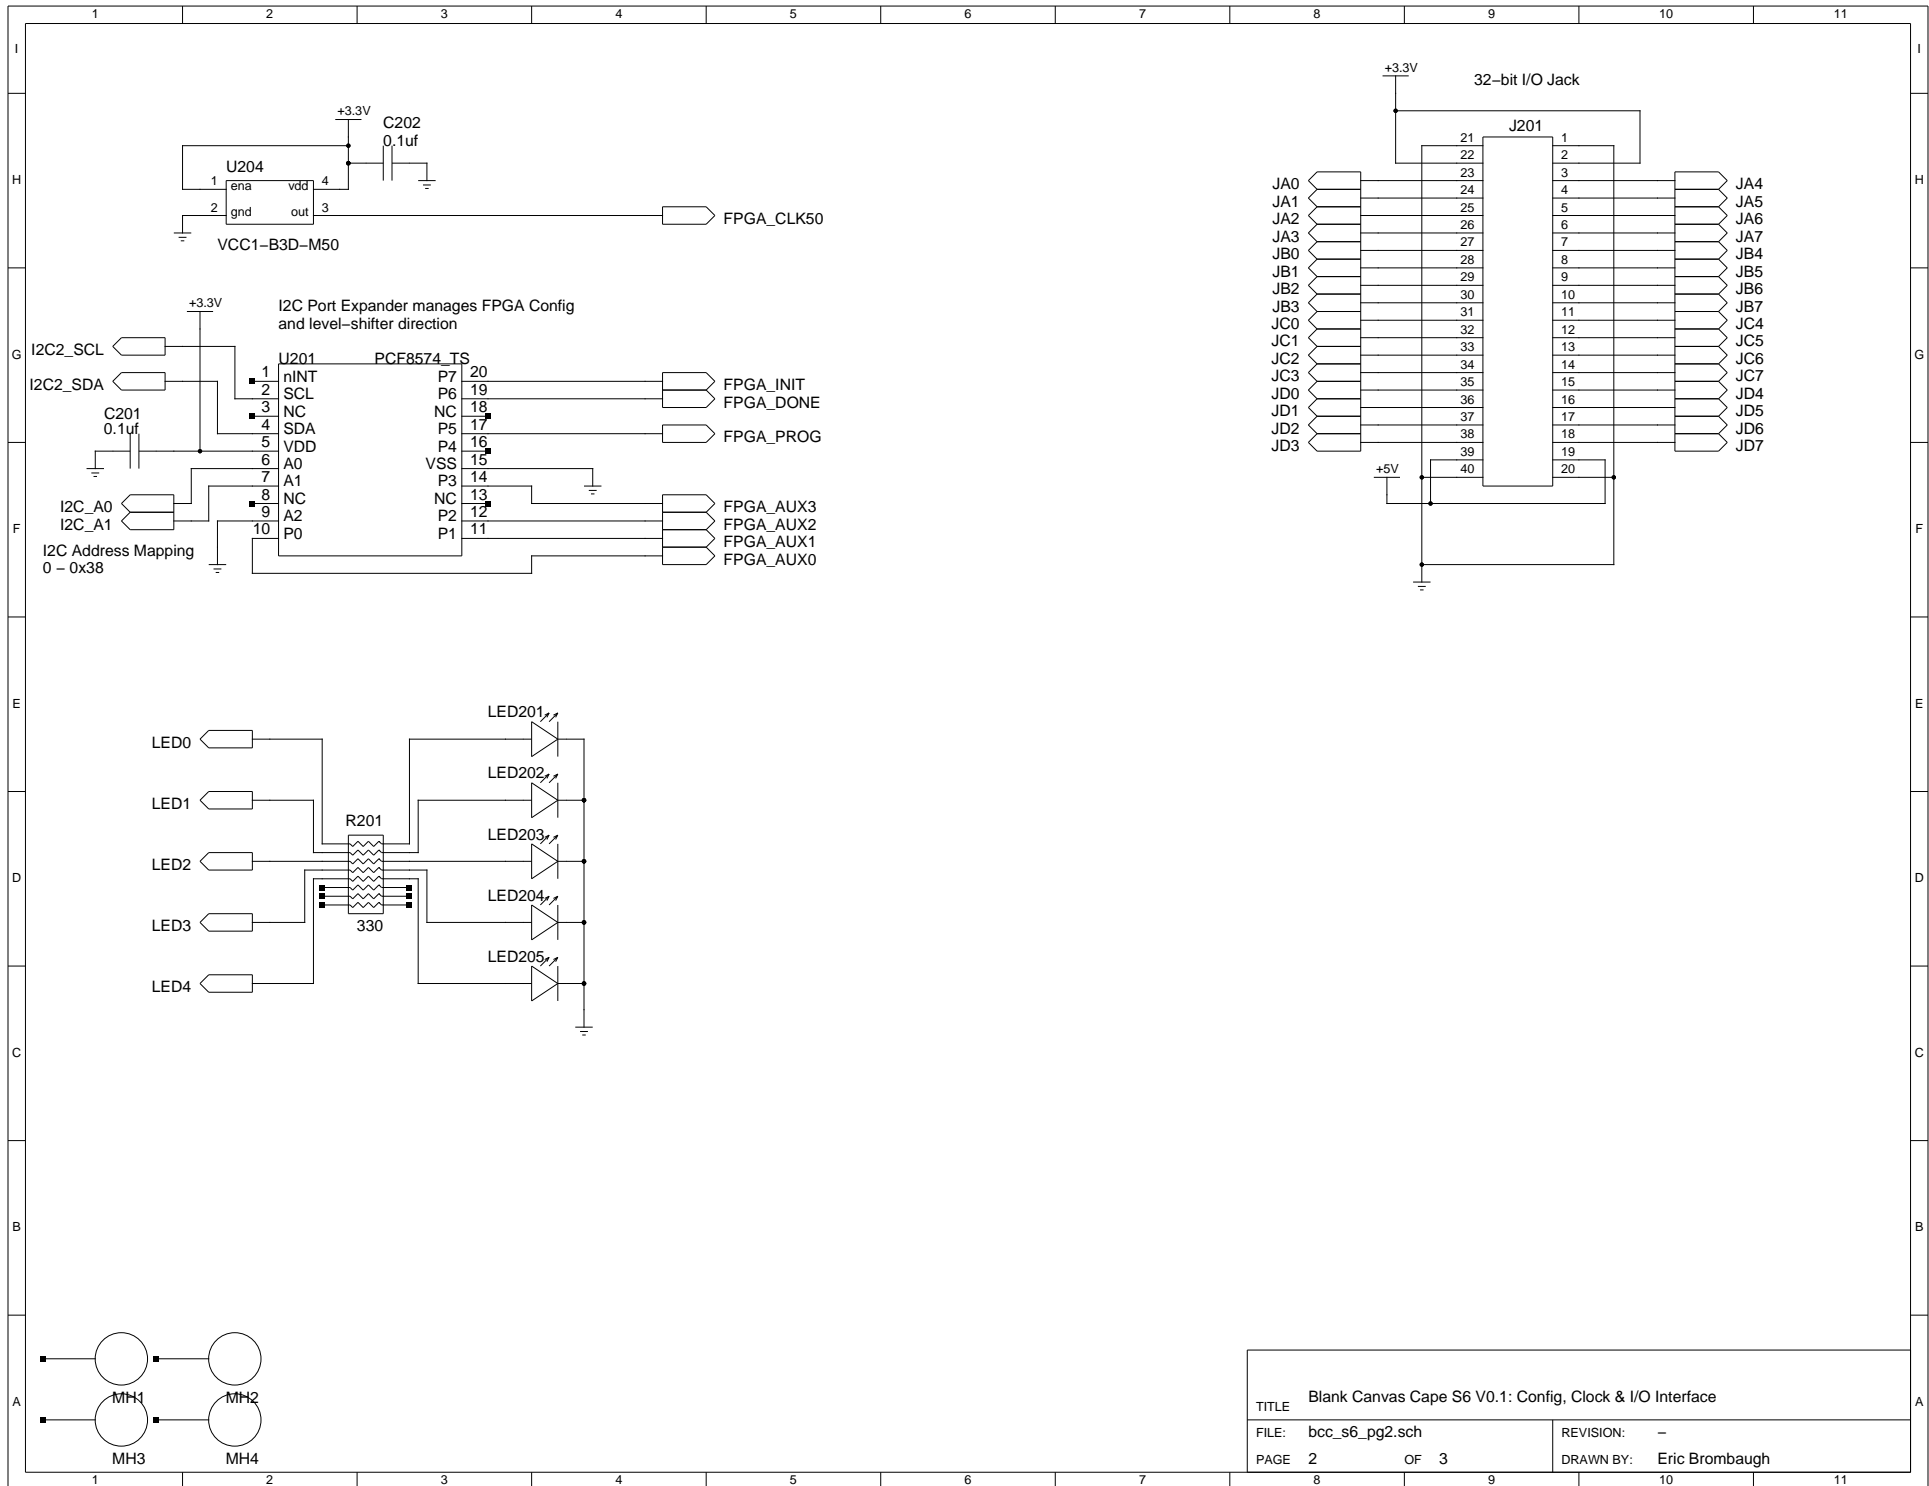 1 2 3 4 5 6 7 8 9 10 11
I I
H H
G G
F F
E E
D D
C C
B B
A A
+3.3V
C202
0.1uf
U204
1 ena vdd 4
2 gnd out 3
VCC1–B3D–M50
FPGA_CLK50
+3.3V
I2C Port Expander manages FPGA Config
and level–shifter direction
I2C2_SCL
I2C2_SDA
C201
0.1uf
U201 PCF8574_TS
1 nINT P7 20
2 SCL P6 19
3 NC NC 18
4 SDA P5 17
5 VDD P4 16
6 A0 VSS 15
7 A1 P3 14
8 NC NC 13
9 A2 P2 12
10 P0 P1 11
FPGA_INIT
FPGA_DONE
FPGA_PROG
FPGA_AUX3
FPGA_AUX2
FPGA_AUX1
FPGA_AUX0
I2C_A0
I2C_A1
I2C Address Mapping
0 – 0x38
+3.3V
32–bit I/O Jack
J201
21 1
22 2
JA0 23 3 JA4
JA1 24 4 JA5
JA2 25 5 JA6
JA3 26 6 JA7
JB0 27 7 JB4
JB1 28 8 JB5
JB2 29 9 JB6
JB3 30 10 JB7
JC0 31 11 JC4
JC1 32 12 JC5
JC2 33 13 JC6
JC3 34 14 JC7
JD0 35 15 JD4
JD1 36 16 JD5
JD2 37 17 JD6
JD3 38 18 JD7
39 19
40 20
+5V
LED0
LED1
LED2
LED3
LED4
R201
330
LED201
LED202
LED203
LED204
LED205
MH1 MH2
MH3 MH4
TITLE Blank Canvas Cape S6 V0.1: Config, Clock & I/O Interface
FILE: bcc_s6_pg2.sch REVISION: –
PAGE 2 OF 3 DRAWN BY: Eric Brombaugh
1 2 3 4 5 6 7 8 9 10 11